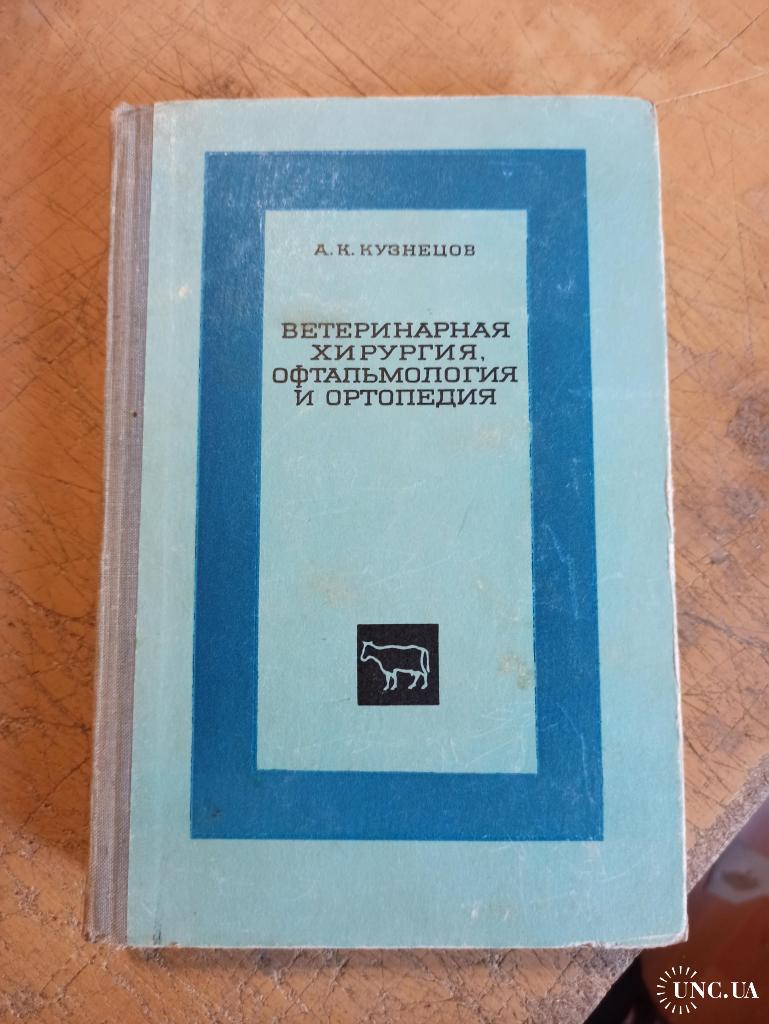 А. К. КУЗНЕЦОВ
ВЕТЕРИНАРНАЯ
ХИРУРГИЯ,
ОФТАЛЬМОЛОГИЯ
И ОРТОПЕДИЯ
UNC.UA